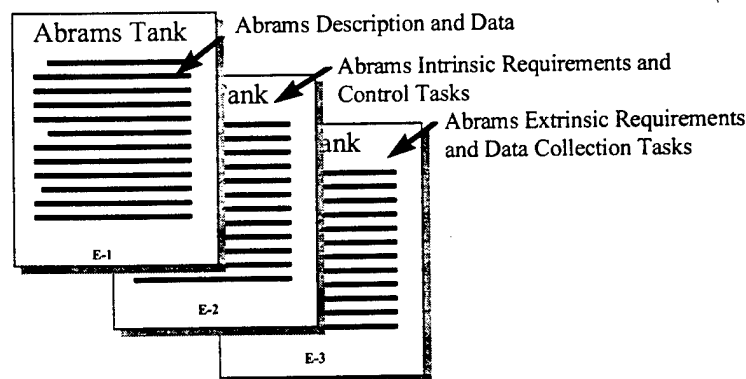 Abrams Tank
Abrams Description and Data
Abrams Intrinsic Requirements and
Control Tasks
Abrams Extrinsic Requirements
and Data Collection Tasks
ank
ank
E-1
E-2
E-3